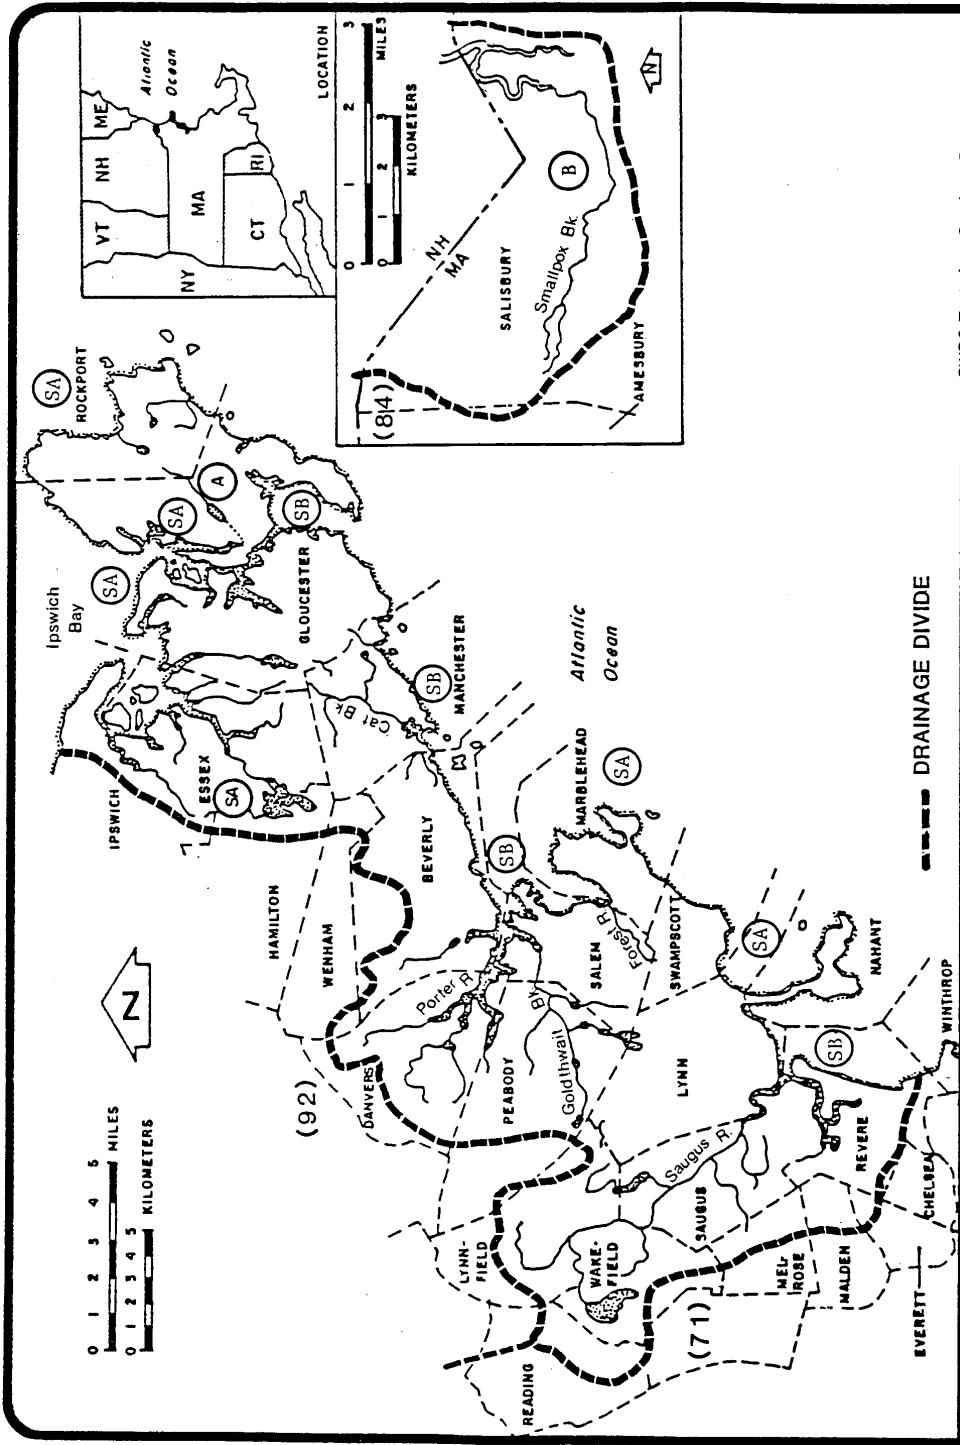 0 1 2 3 4 5 MILES
0 1 2 3 4 5 KILOMETERS
N
VT
NH
ME
NY
MA
CT
RI
Atlantic
Ocean
LOCATION
0 1 2 3
MILES
0 1 2 3
KILOMETERS
(84)
NH
MA
SALISBURY
Smallpox Bk.
B
AMESBURY
N
Ipswich
Bay
SA
ROCKPORT
SA
SA
A
SB
GLOUCESTER
IPSWICH
ESSEX
SA
Cat Bk.
SB
MANCHESTER
HAMILTON
WENHAM
BEVERLY
Atlantic
Ocean
(92)
DANVERS
Porter R
SB
MARBLEHEAD
SA
PEABODY
Goldthwait
Bk
SALEM
Forest R.
SWAMPSCOTT
SA
LYNN-
FIELD
LYNN
NAHANT
READING
WAKE-
FIELD
Saugus R.
SAUGUS
SB
REVERE
WINTHROP
(71)
MEL-
ROSE
MALDEN
CHELSEA
EVERETT
DRAINAGE DIVIDE